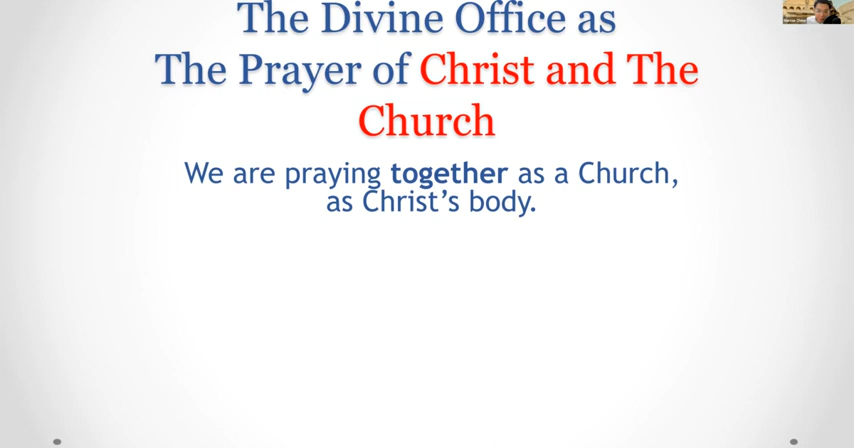 The Divine Office as
The Prayer of Christ and The
Church
We are praying together as a Church,
as Christ’s body.